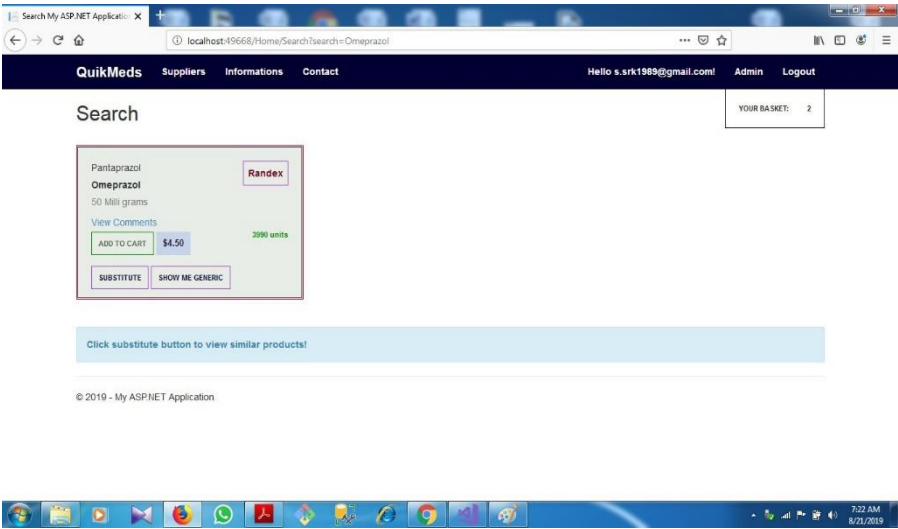 Search My ASP.NET Application
localhost:49668/Home/Search?search=Omeprazol
QuikMeds Suppliers Informations Contact Hello s.srk1989@gmail.com! Admin Logout
YOUR BASKET: 2
Search
Pantaprazol
Randex
Omeprazol
50 Milli grams
View Comments
3990 units
ADD TO CART $4.50
SUBSTITUTE SHOW ME GENERIC
Click substitute button to view similar products!
© 2019 - My ASP.NET Application
7:22 AM
8/21/2019